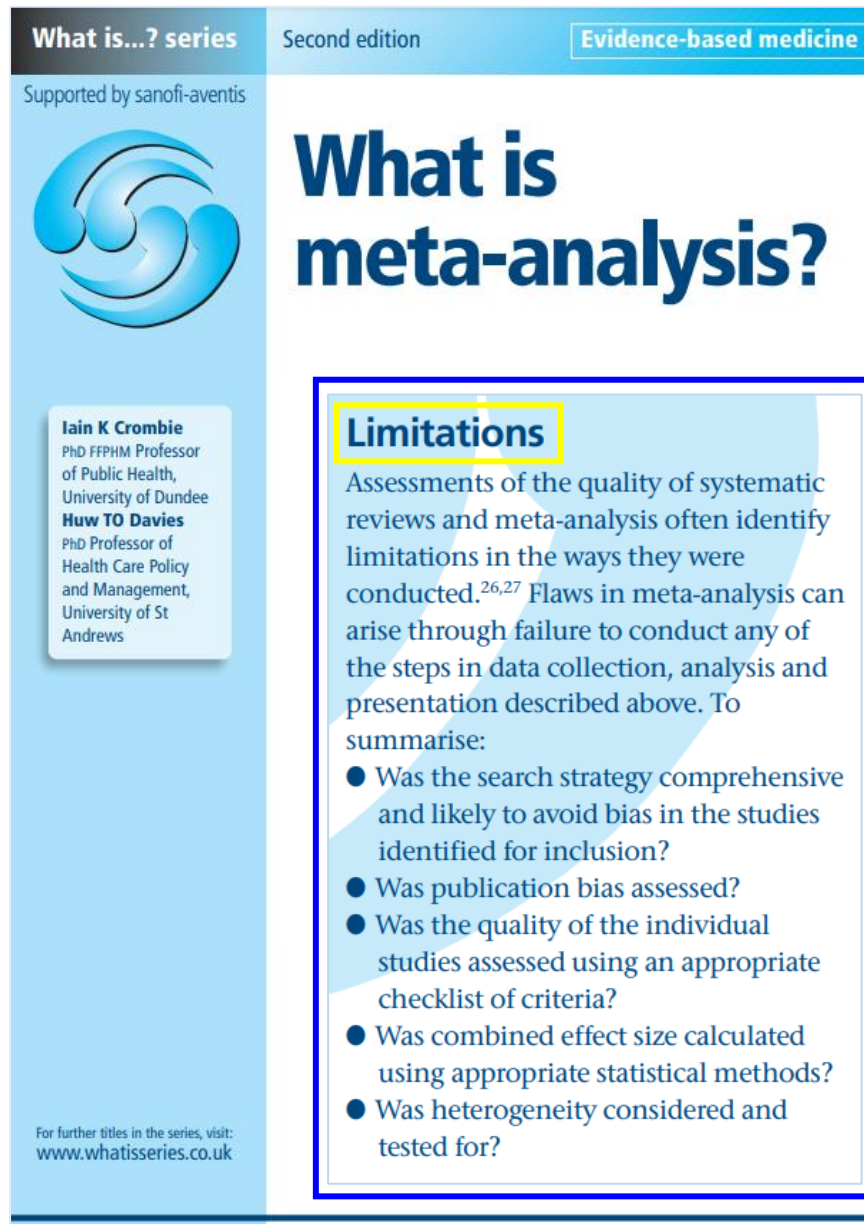 What is...? series
Second edition
Evidence-based medicine
Supported by sanofi-aventis
What is
meta-analysis?
Iain K Crombie
PhD FFPHM Professor
of Public Health,
University of Dundee
Huw TO Davies
PhD Professor of
Health Care Policy
and Management,
University of St
Andrews
Limitations
Assessments of the quality of systematic
reviews and meta-analysis often identify
limitations in the ways they were
conducted.26,27 Flaws in meta-analysis can
arise through failure to conduct any of
the steps in data collection, analysis and
presentation described above. To
summarise:
● Was the search strategy comprehensive
and likely to avoid bias in the studies
identified for inclusion?
● Was publication bias assessed?
● Was the quality of the individual
studies assessed using an appropriate
checklist of criteria?
● Was combined effect size calculated
using appropriate statistical methods?
● Was heterogeneity considered and
tested for?
For further titles in the series, visit:
www.whatisseries.co.uk